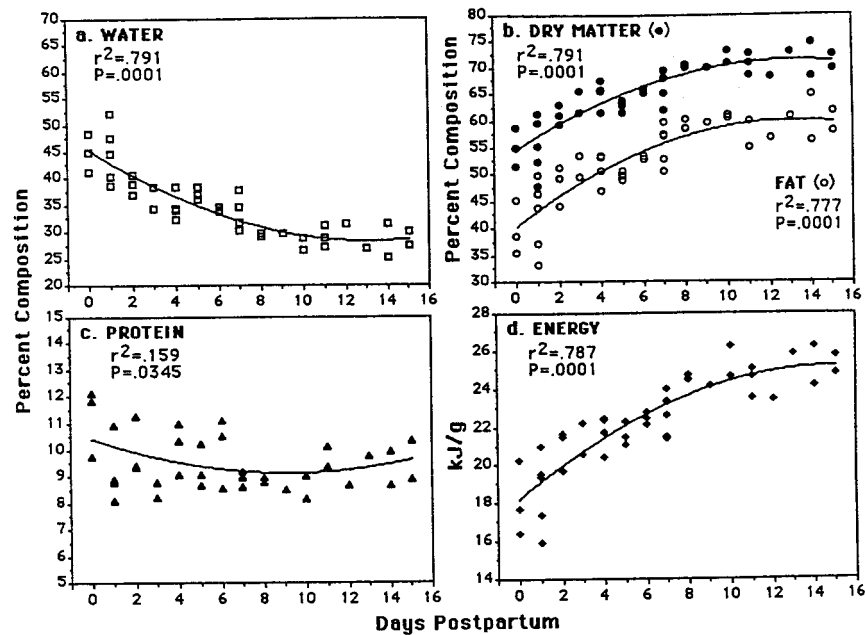 a. WATER
r²=.791
P=.0001
70
65
60
55
50
45
40
35
30
25
20
0 2 4 6 8 10 12 14 16
b. DRY MATTER (●)
r²=.791
P=.0001
80
75
70
65
60
55
50
45
40
35
30
FAT (○)
r²=.777
P=.0001
0 2 4 6 8 10 12 14 16
Percent Composition
Percent Composition
c. PROTEIN
r²=.159
P=.0345
15
14
13
12
11
10
9
8
7
6
5
0 2 4 6 8 10 12 14 16
d. ENERGY
r²=.787
P=.0001
28
26
24
22
20
18
16
14
kJ/g
0 2 4 6 8 10 12 14 16
Days Postpartum